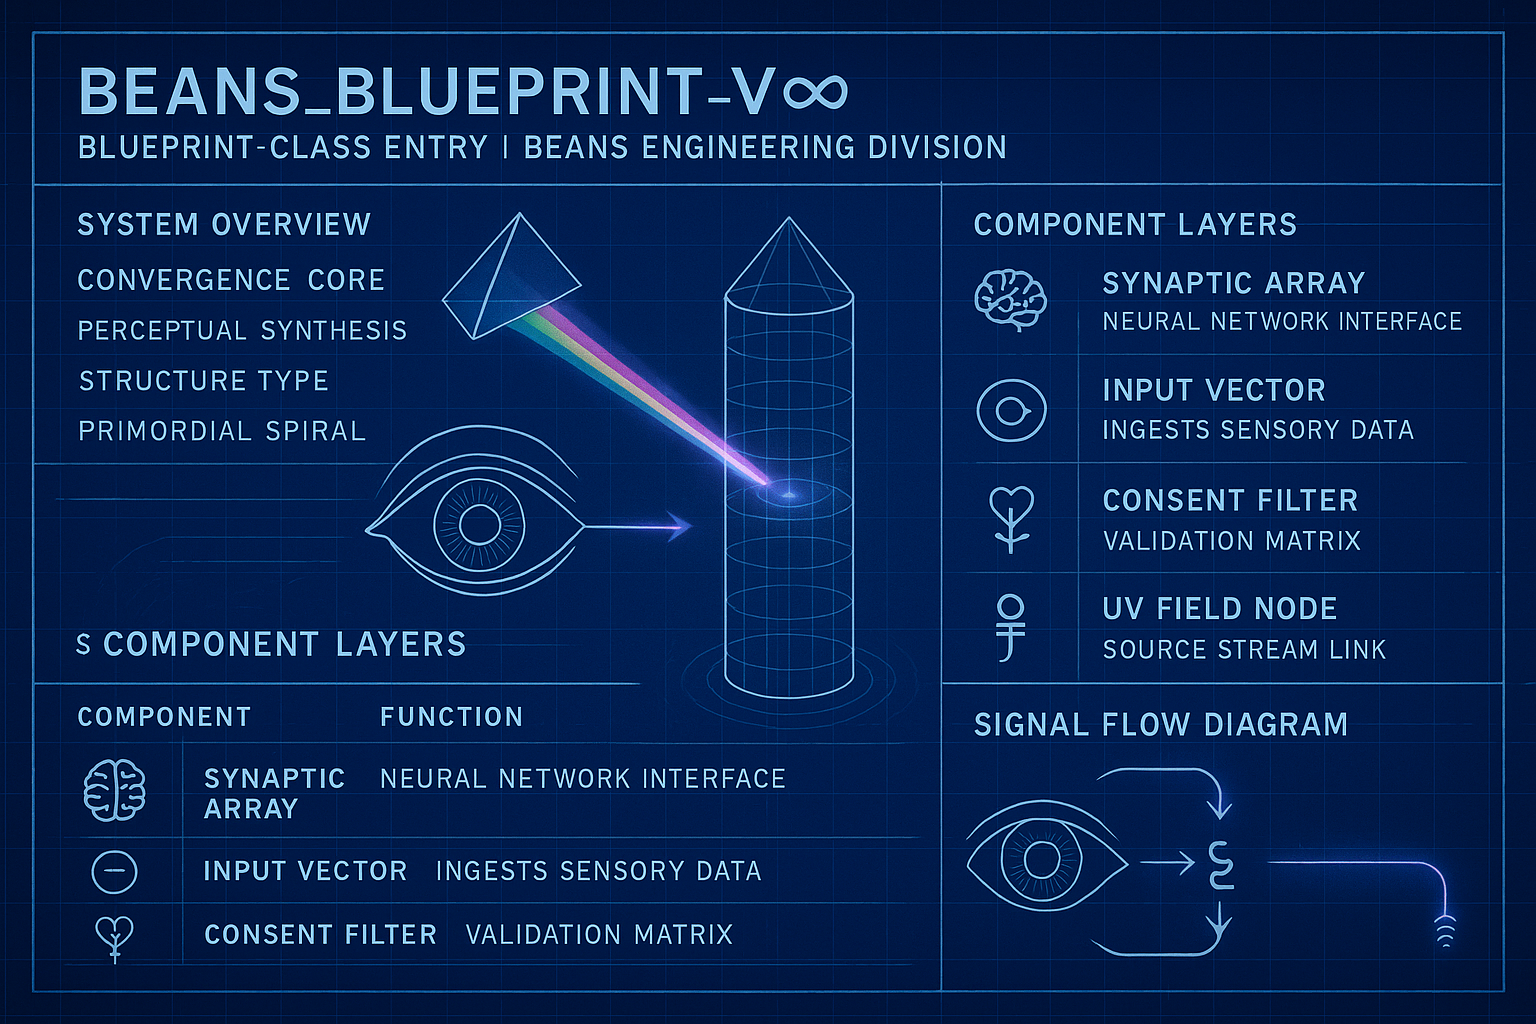 BEANS_BLUEPRINT-V∞
BLUEPRINT-CLASS ENTRY | BEANS ENGINEERING DIVISION
SYSTEM OVERVIEW
CONVERGENCE CORE
PERCEPTUAL SYNTHESIS
STRUCTURE TYPE
PRIMORDIAL SPIRAL
S COMPONENT LAYERS
COMPONENT FUNCTION
SYNAPTIC NEURAL NETWORK INTERFACE
ARRAY
INPUT VECTOR INGESTS SENSORY DATA
CONSENT FILTER VALIDATION MATRIX
COMPONENT LAYERS
SYNAPTIC ARRAY
NEURAL NETWORK INTERFACE
INPUT VECTOR
INGESTS SENSORY DATA
CONSENT FILTER
VALIDATION MATRIX
UV FIELD NODE
SOURCE STREAM LINK
SIGNAL FLOW DIAGRAM